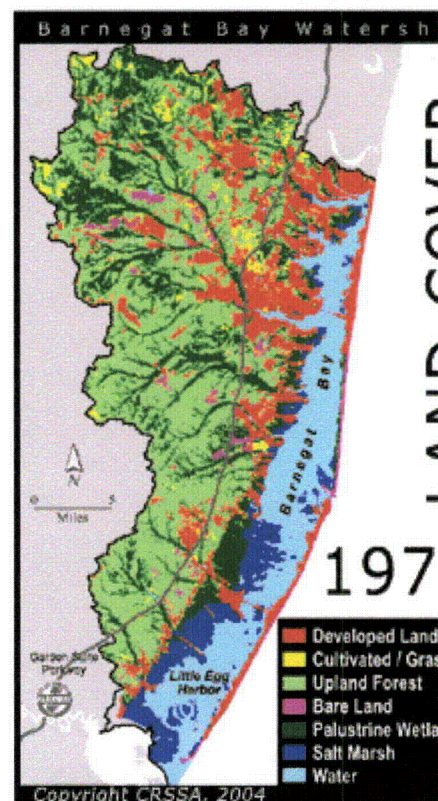 Barnegat Bay Watersh
LAND COVER
197
Barnegat Bay
N
0 5
Miles
Garden State
Parkway
Little Egg
Harbor
Developed Land
Cultivated / Gras
Upland Forest
Bare Land
Palustrine Wetla
Salt Marsh
Water
Copyright CRSSA, 2004